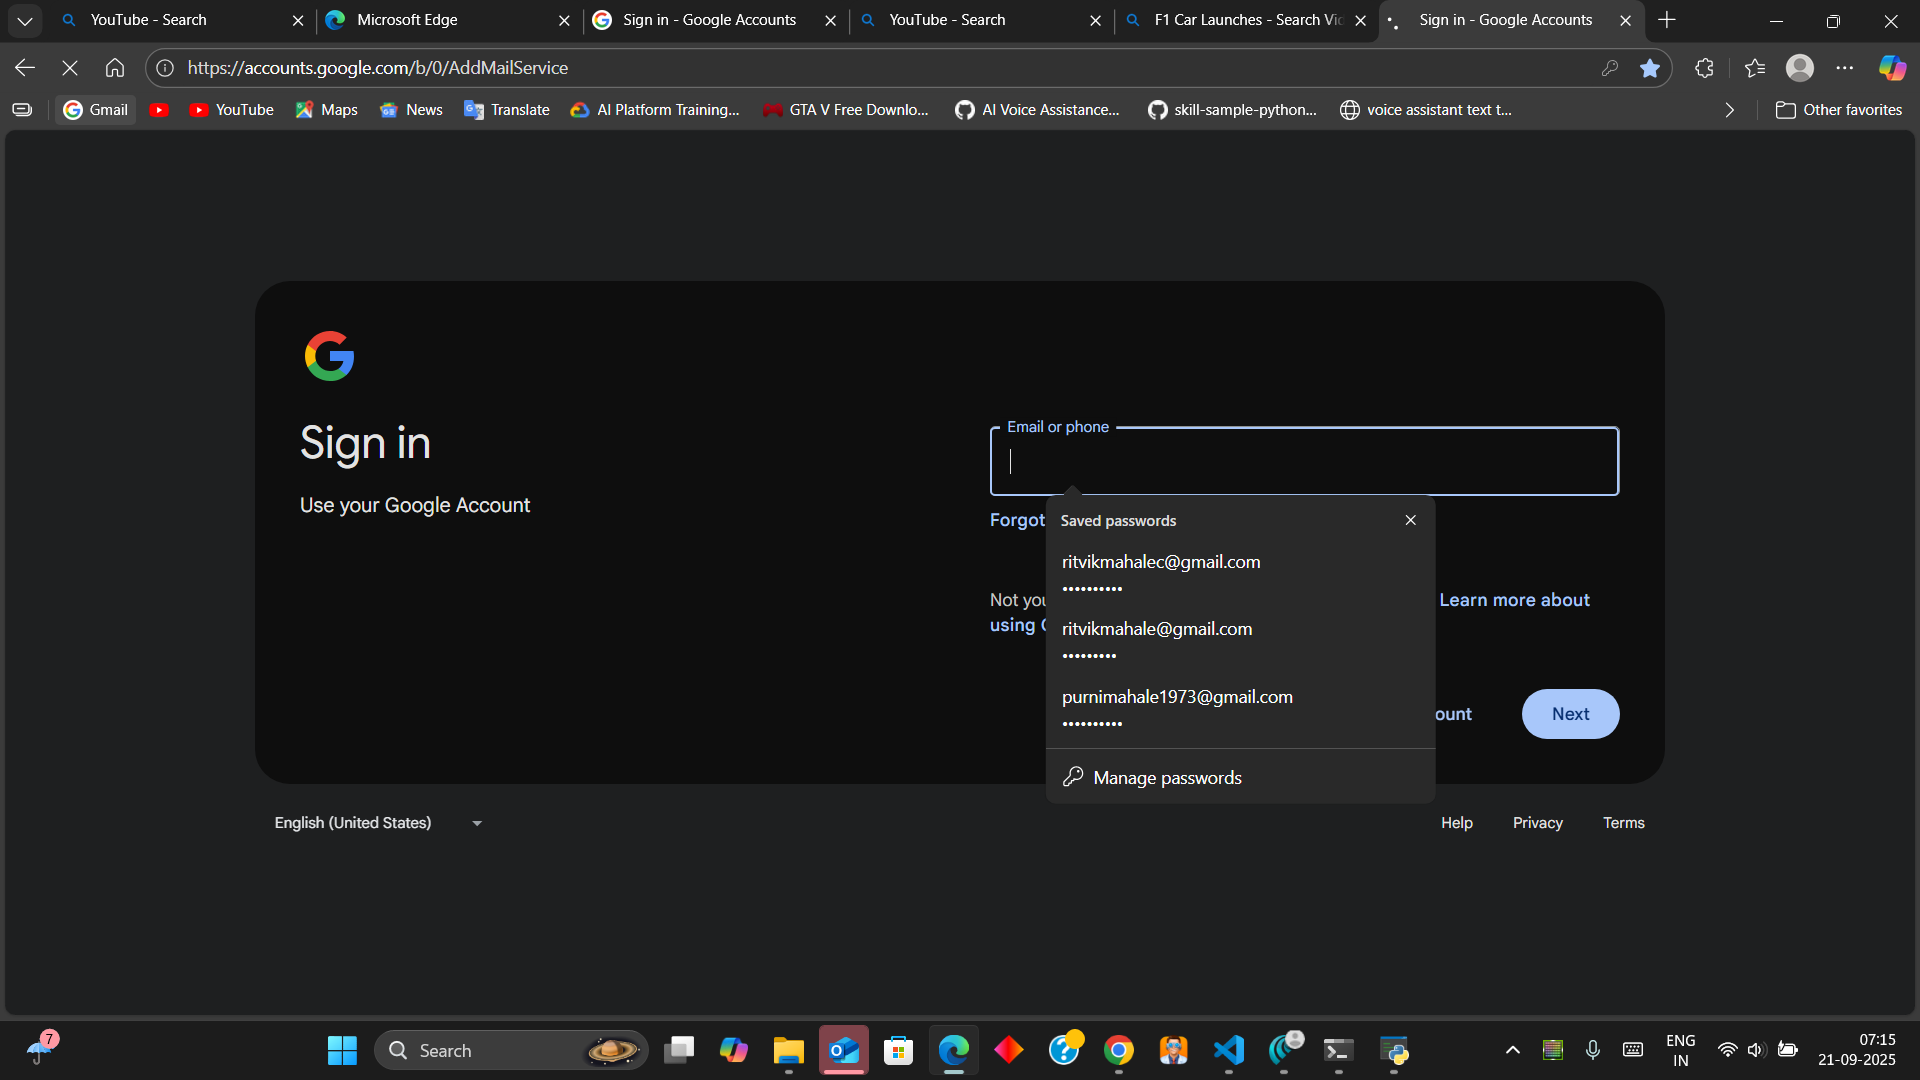 YouTube - Search
Microsoft Edge
Sign in - Google Accounts
YouTube - Search
F1 Car Launches - Search Vi
Sign in - Google Accounts
https://accounts.google.com/b/0/AddMailService
Gmail
YouTube
Maps
News
Translate
AI Platform Training...
GTA V Free Downlo...
AI Voice Assistance...
skill-sample-python...
voice assistant text t...
Other favorites
Sign in
Use your Google Account
Email or phone
Forgot
Saved passwords
ritvikmahalec@gmail.com
••••••••••
Not you
Learn more about
using
ritvikmahale@gmail.com
•••••••••
purnimahale1973@gmail.com
••••••••••
ount
Next
Manage passwords
English (United States)
Help
Privacy
Terms
7
Search
ENG
IN
07:15
21-09-2025